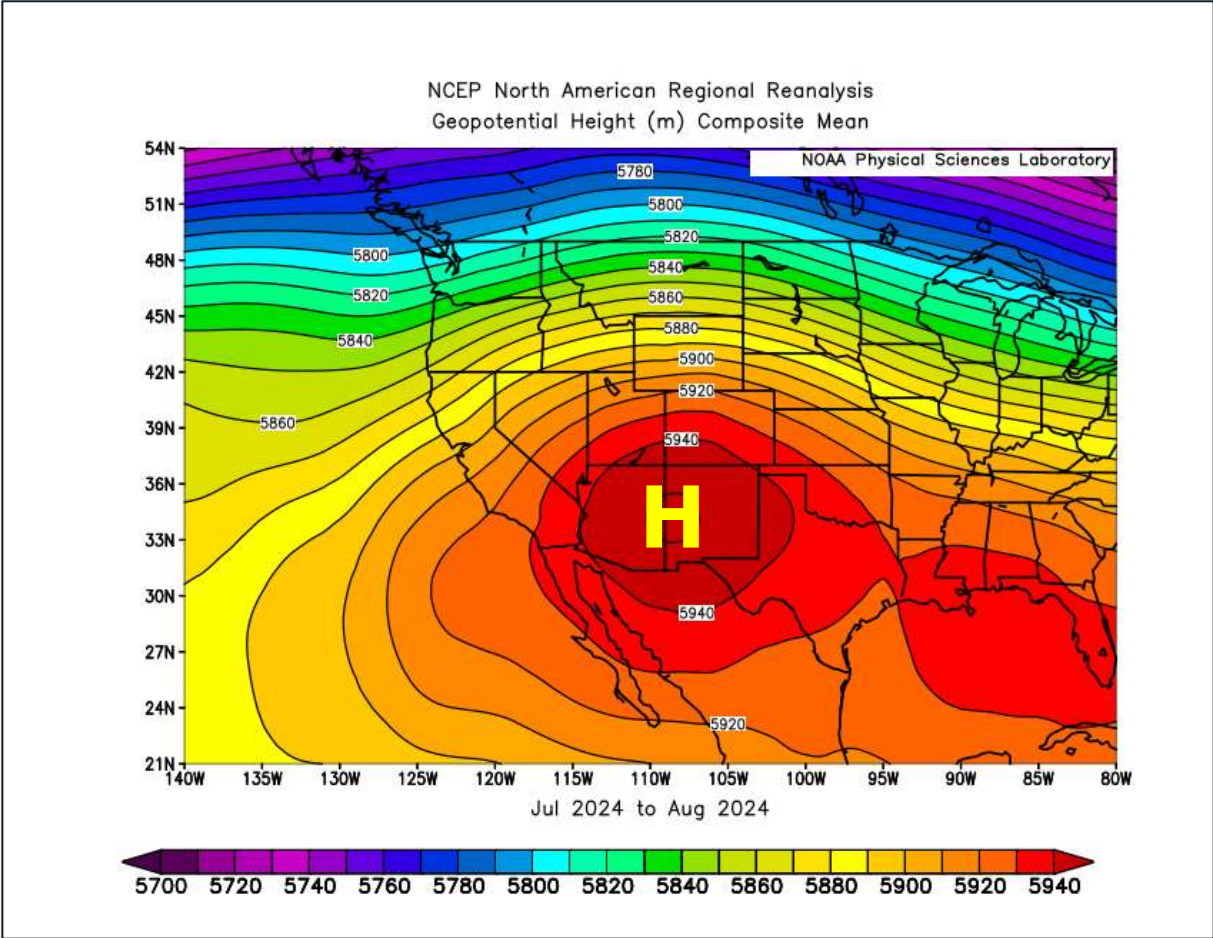 NCEP North American Regional Reanalysis
Geopotential Height (m) Composite Mean
54N
NOAA Physical Sciences Laboratory
5780
51N
5800
5820
48N
5800
5840
5820
5860
45N
5880
5840
5900
42N
5920
5860
39N
5940
36N
H
33N
30N
5940
27N
24N
5920
21N
140W 135W 130W 125W 120W 115W 110W 105W 100W 95W 90W 85W 80W
Jul 2024 to Aug 2024
5700 5720 5740 5760 5780 5800 5820 5840 5860 5880 5900 5920 5940